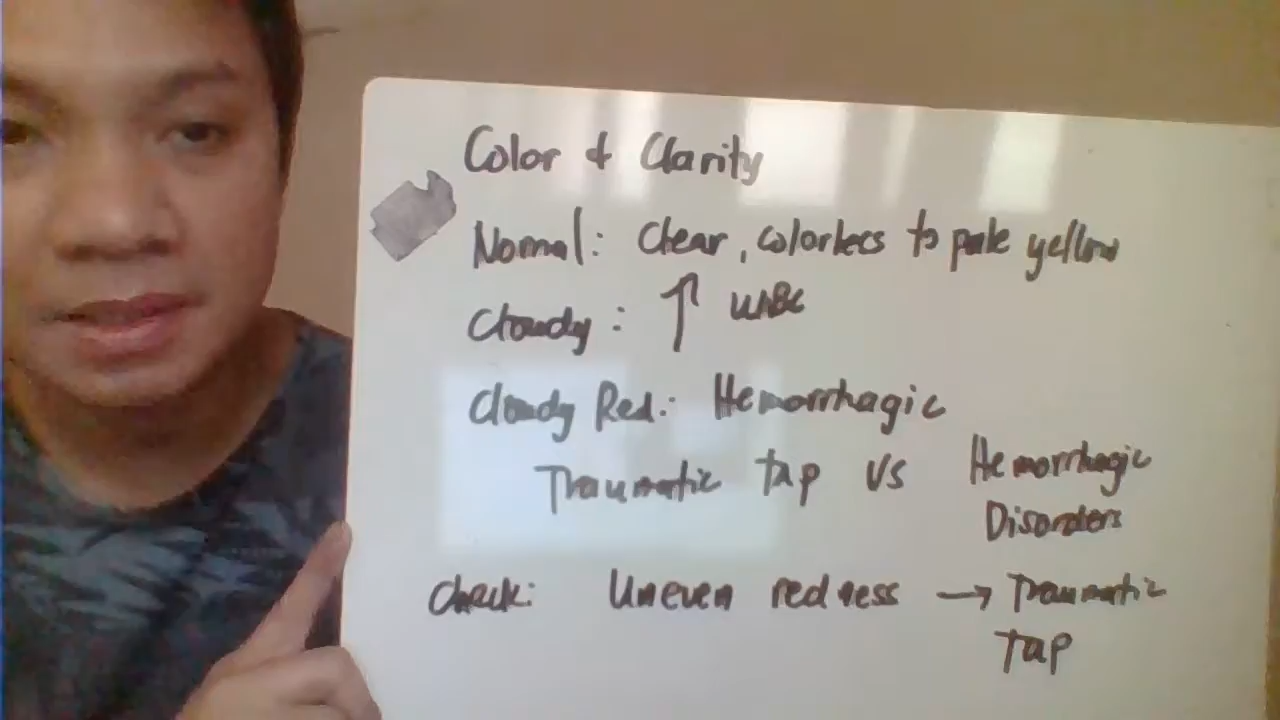 Color & Clarity
Normal: Clear, colorless to pale yellow
Cloudy: ↑ WBC
Cloudy Red: Hemorrhagic
Traumatic tap vs Hemorrhagic
Disorders
Check: Uneven redness → Traumatic
Tap